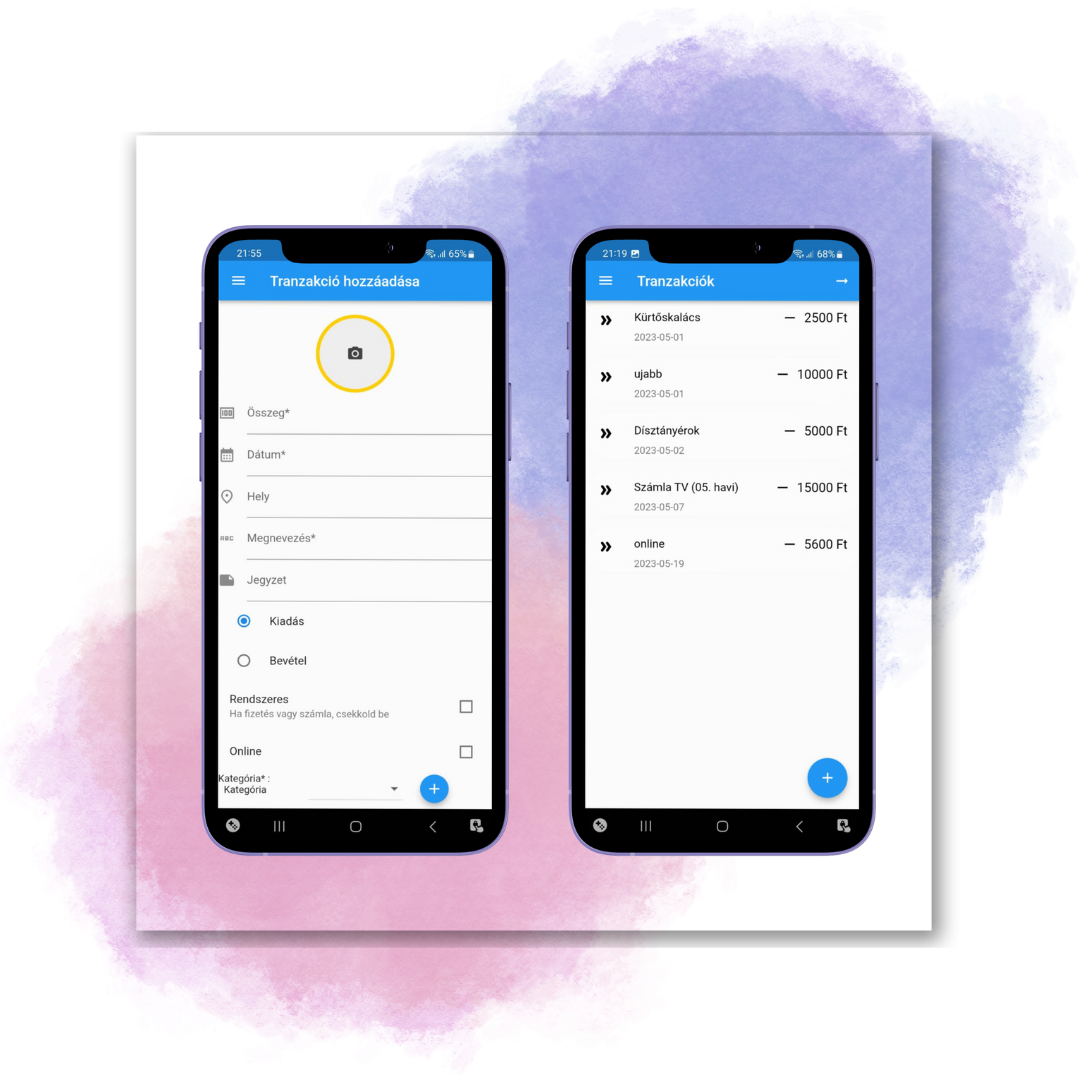 21:55
65%
Tranzakció hozzáadása
Összeg*
Dátum*
Hely
ABC
Megnevezés*
Jegyzet
Kiadás
Bevétel
Rendszeres
Ha fizetés vagy számla, csekkold be
Online
Kategória* :
Kategória
21:19
68%
Tranzakciók
Kürtőskalács
— 2500 Ft
2023-05-01
ujabb
— 10000 Ft
2023-05-01
Dísztányérok
— 5000 Ft
2023-05-02
Számla TV (05. havi)
— 15000 Ft
2023-05-07
online
— 5600 Ft
2023-05-19